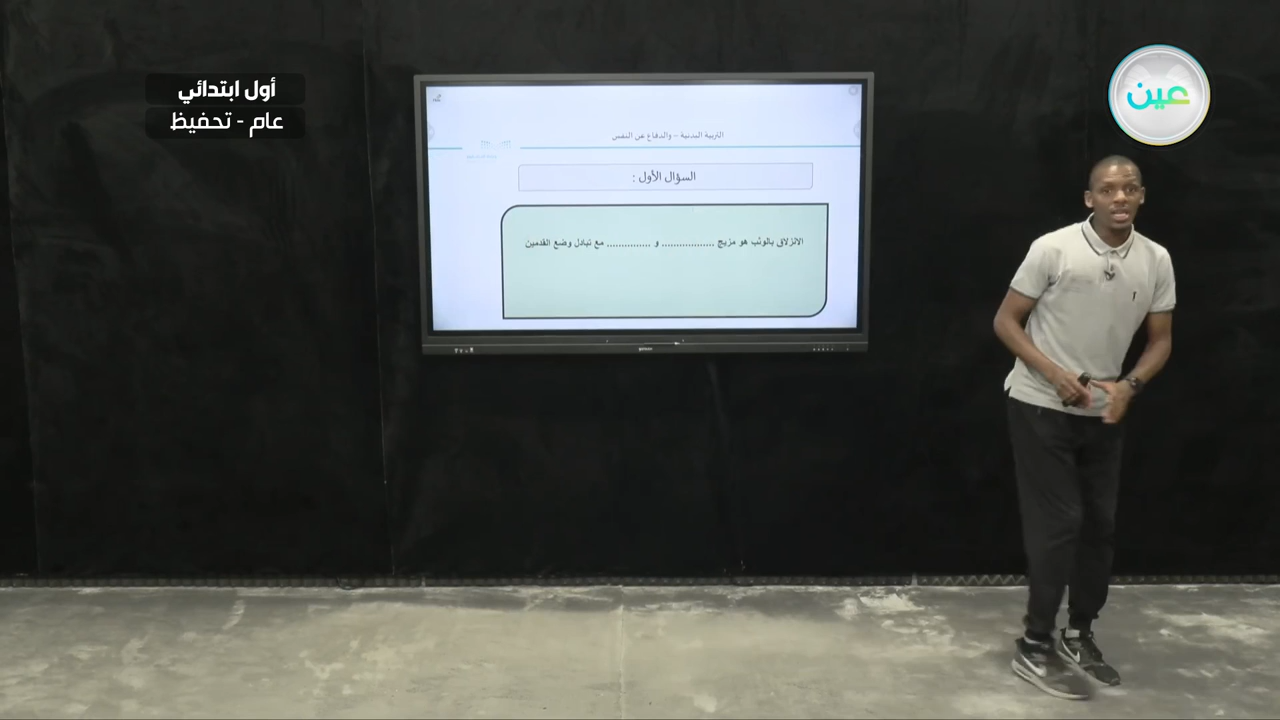 أول ابتدائي
عام - تحفيظ
عين
التربية البدنية – والدفاع عن النفس
السؤال الأول :
الانزلاق بالوثب هو مزيج .................. و ............... مع تبادل وضع القدمين